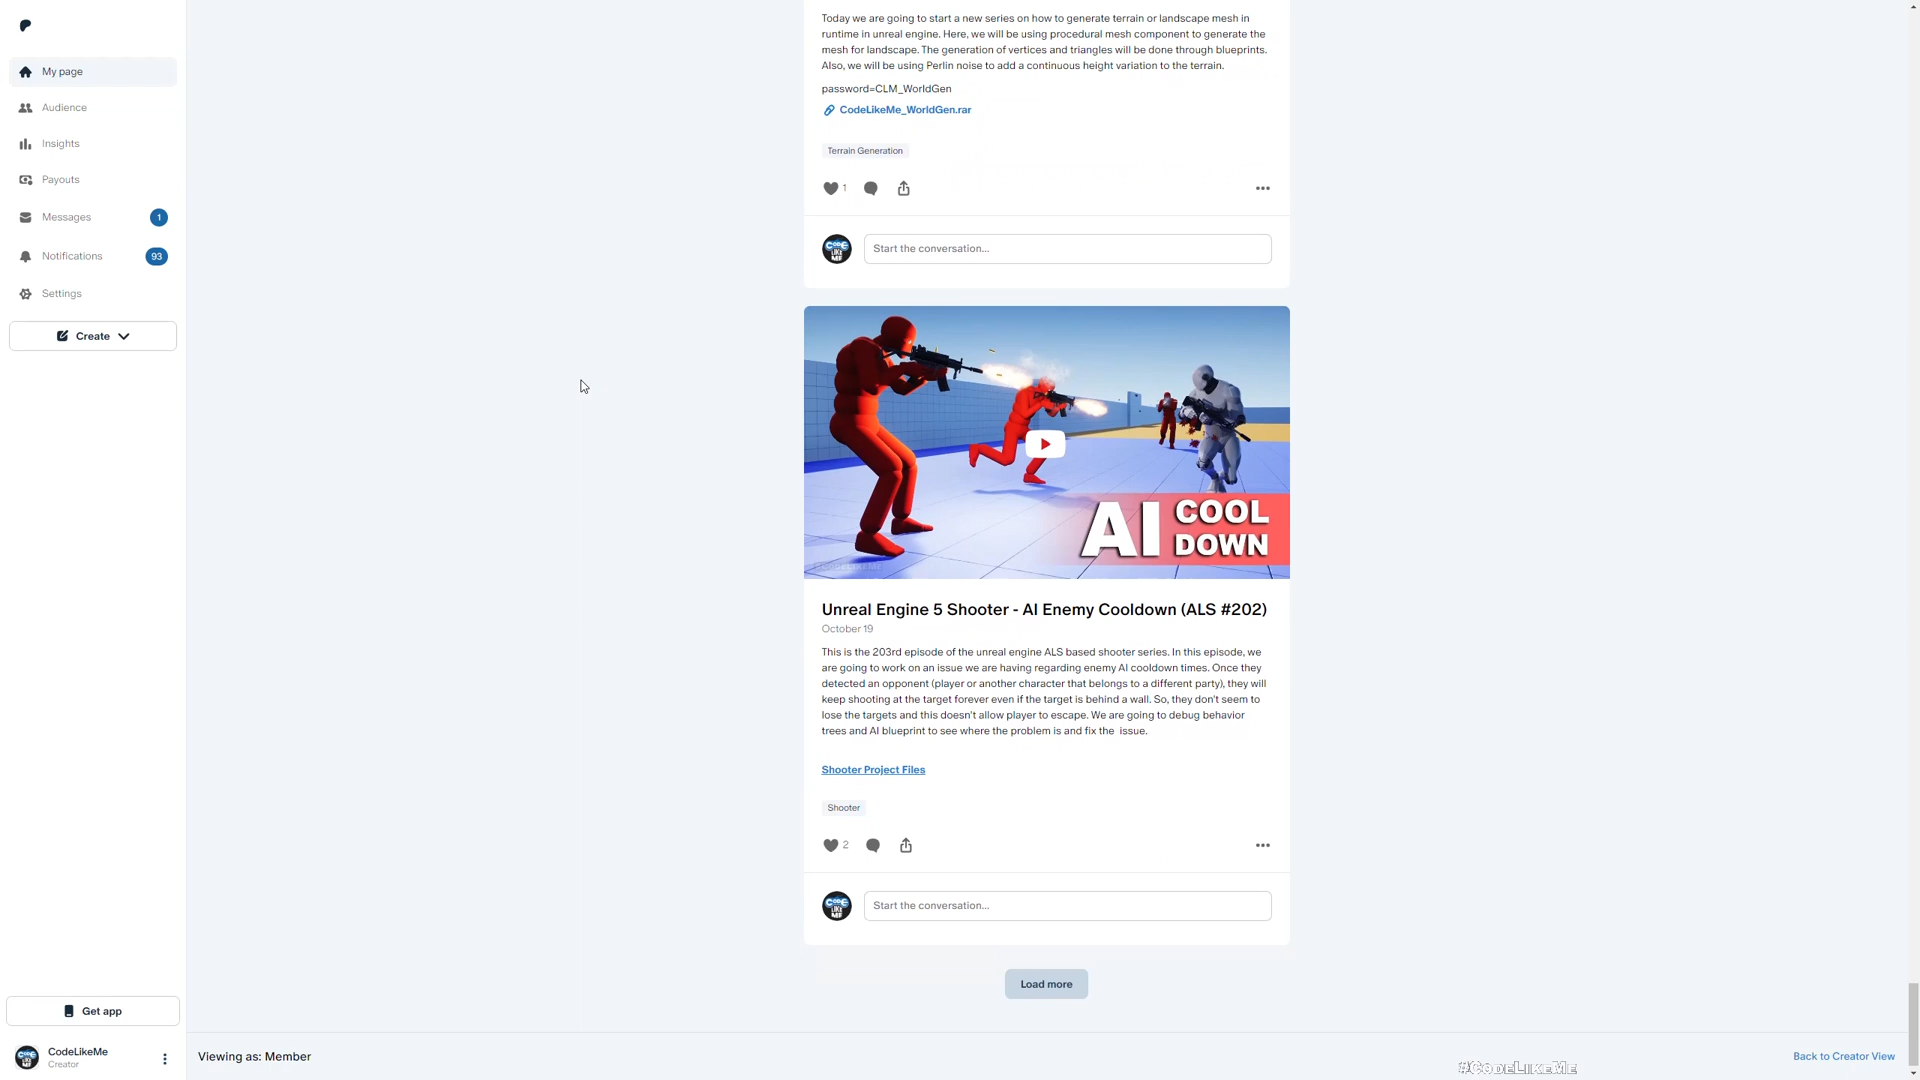 My page
Audience
Insights
Payouts
Messages 1
Notifications 93
Settings
Create
Get app
CodeLikeMe
Creator
Today we are going to start a new series on how to generate terrain or landscape mesh in
runtime in unreal engine. Here, we will be using procedural mesh component to generate the
mesh for landscape. The generation of vertices and triangles will be done through blueprints.
Also, we will be using Perlin noise to add a continuous height variation to the terrain.
password=CLM_WorldGen
CodeLikeMe_WorldGen.rar
Terrain Generation
1
CODE
LIKE
ME
Start the conversation...
AI COOL
DOWN
#CODELIKEME
Unreal Engine 5 Shooter - AI Enemy Cooldown (ALS #202)
October 19
This is the 203rd episode of the unreal engine ALS based shooter series. In this episode, we
are going to work on an issue we are having regarding enemy AI cooldown times. Once they
detected an opponent (player or another character that belongs to a different party), they will
keep shooting at the target forever even if the target is behind a wall. So, they don't seem to
lose the targets and this doesn't allow player to escape. We are going to debug behavior
trees and AI blueprint to see where the problem is and fix the  issue.
Shooter Project Files
Shooter
2
CODE
LIKE
ME
Start the conversation...
Load more
Viewing as: Member
#CODELIKEME
Back to Creator View